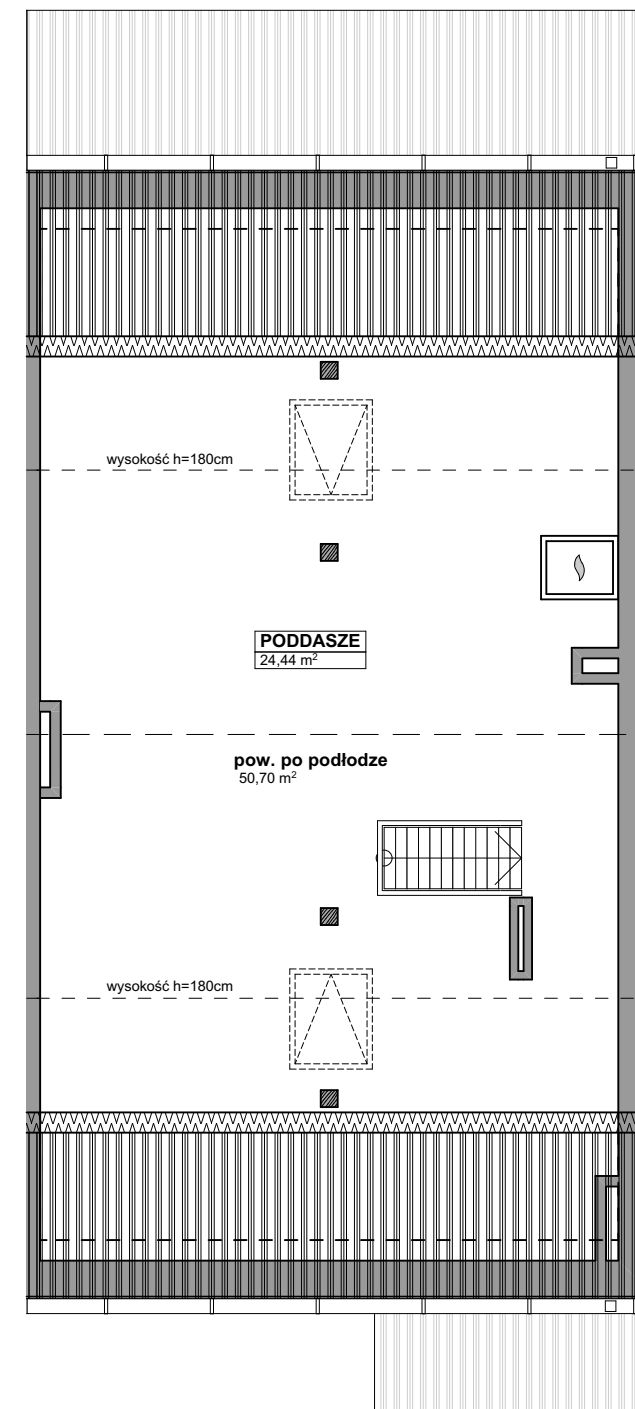 wysokość h=180cm
PODDASZE
24,44 m²
pow. po podłodze
50,70 m²
wysokość h=180cm